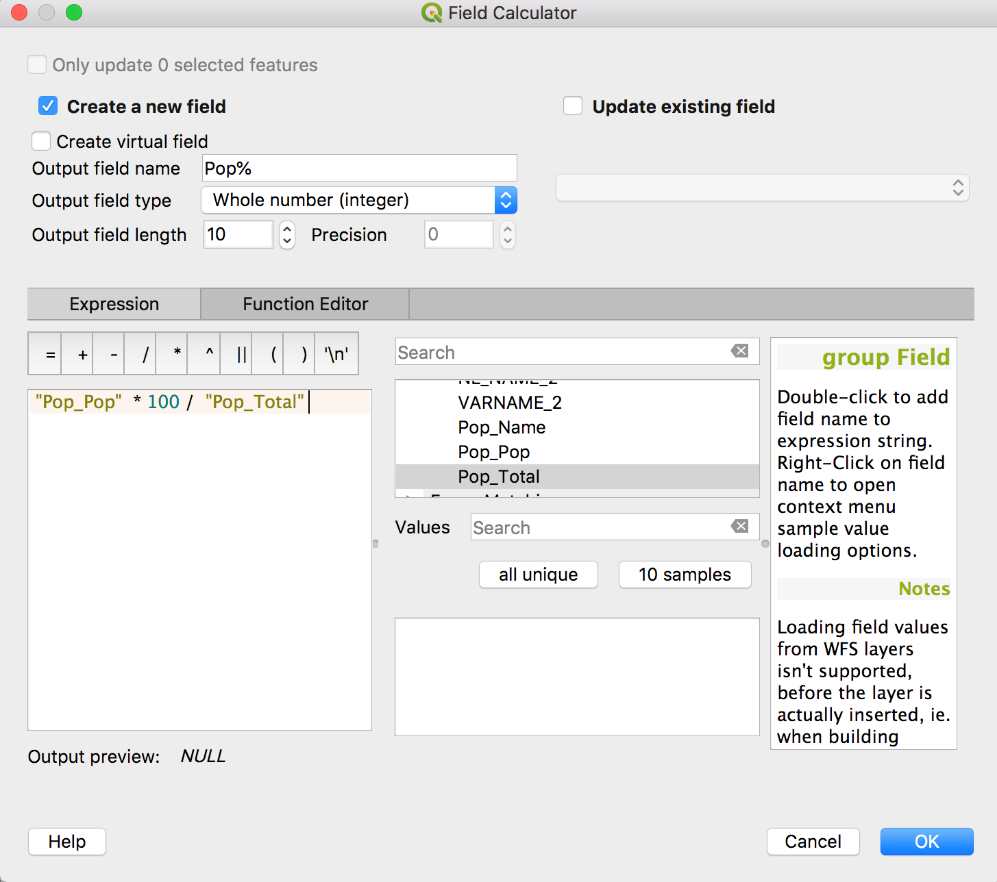 Field Calculator
Only update 0 selected features
Create a new field
Update existing field
Create virtual field
Output field name Pop%
Output field type Whole number (integer)
Output field length 10 Precision 0
Expression Function Editor
= + - / * ^ || ( ) '\n'
"Pop_Pop" * 100 / "Pop_Total"
Search
NL_NAME_2
VARNAME_2
Pop_Name
Pop_Pop
Pop_Total
Values Search
all unique 10 samples
group Field
Double-click to add
field name to
expression string.
Right-Click on field
name to open
context menu
sample value
loading options.
Notes
Loading field values
from WFS layers
isn't supported,
before the layer is
actually inserted, ie.
when building
Output preview: NULL
Help Cancel OK